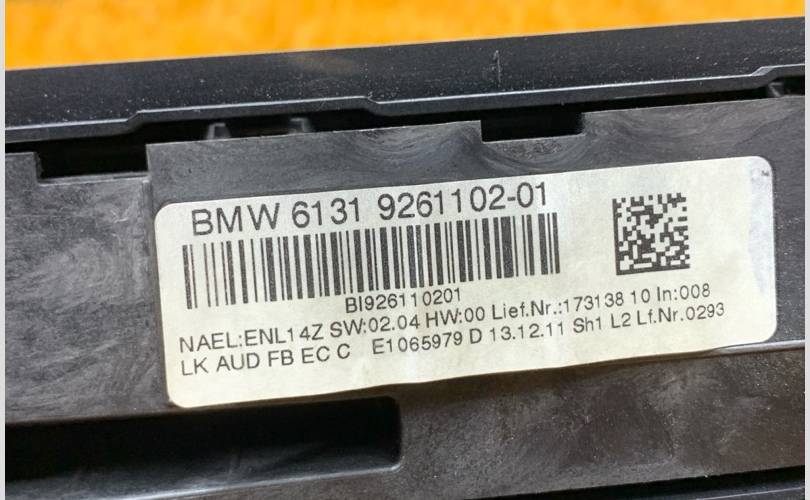 BMW 6131 9261102-01
BI926110201
NAEL:ENL14Z SW:02.04 HW:00 Lief.Nr.:173138 10 In:008
LK AUD FB EC C E1065979 D 13.12.11 Sh1 L2 Lf.Nr.0293